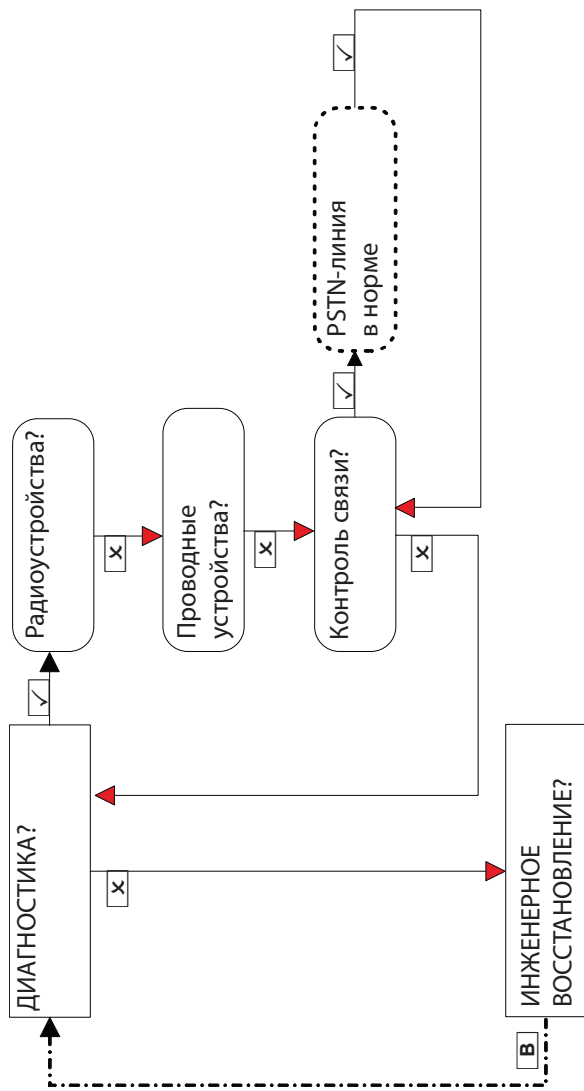 ДИАГНОСТИКА?
✓
Радиоустройства?
x
Проводные
устройства?
x
Контроль связи?
✓
PSTN-линия
в норме
✓
x
x
ИНЖЕНЕРНОЕ
ВОССТАНОВЛЕНИЕ?
B